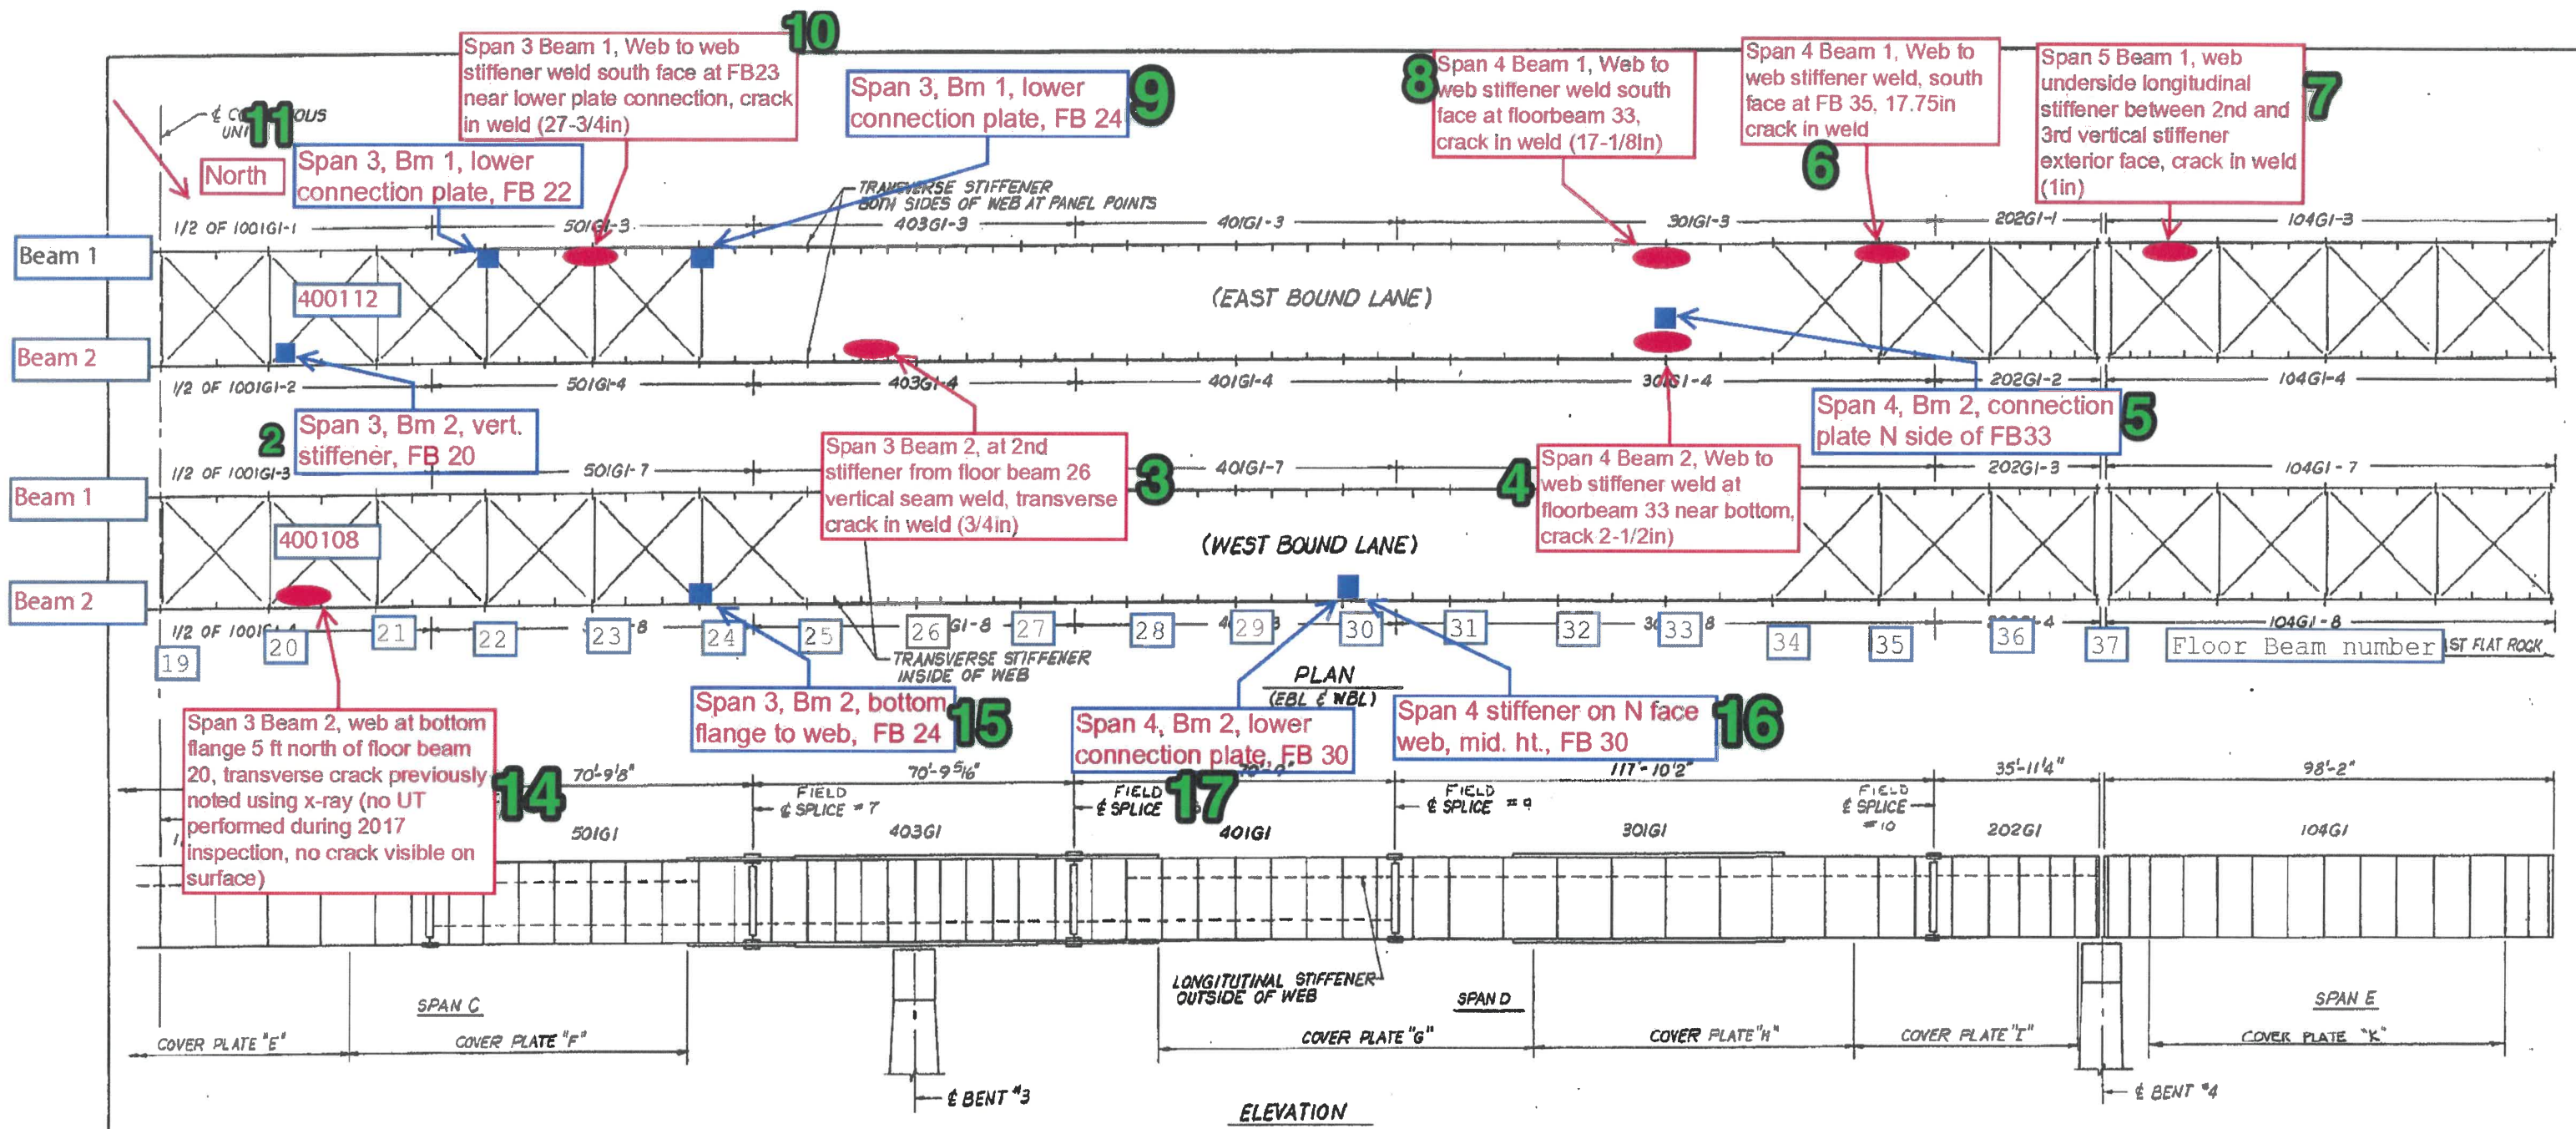 10
Span 3 Beam 1, Web to web
stiffener weld south face at FB23
near lower plate connection, crack
in weld (27-3/4in)
9
Span 3, Bm 1, lower
connection plate, FB 24
8
Span 4 Beam 1, Web to
web stiffener weld south
face at floorbeam 33,
crack in weld (17-1/8In)
Span 4 Beam 1, Web to
web stiffener weld, south
face at FB 35, 17.75in
crack in weld
6
Span 5 Beam 1, web
underside longitudinal
stiffener between 2nd and
3rd vertical stiffener
exterior face, crack in weld
(1in)
7
11
North
Span 3, Bm 1, lower
connection plate, FB 22
TRANSVERSE STIFFENER
BOTH SIDES OF WEB AT PANEL POINTS
1/2 OF 1001G1-1 501G1-3 403G1-3 401G1-3 301G1-3 202G1-1 104G1-3
Beam 1
400112
(EAST BOUND LANE)
Beam 2
1/2 OF 1001G1-2 501G1-4 403G1-4 401G1-4 301G1-4 202G1-2 104G1-4
2
Span 3, Bm 2, vert.
stiffener, FB 20
Span 3 Beam 2, at 2nd
stiffener from floor beam 26
vertical seam weld, transverse
crack in weld (3/4in)
3
4
Span 4 Beam 2, Web to
web stiffener weld at
floorbeam 33 near bottom,
crack 2-1/2in)
Span 4, Bm 2, connection
plate N side of FB33
5
1/2 OF 1001G1-3 501G1-7 401G1-7 202G1-3 104G1-7
Beam 1
400108
(WEST BOUND LANE)
Beam 2
1/2 OF 1001 G1-8 104G1-8
19 20 21 22 23 24 25 26 27 28 29 30 31 32 33 34 35 36 37
Floor Beam number
ST FLAT ROCK
TRANSVERSE STIFFENER
INSIDE OF WEB
PLAN
(EBL & WBL)
Span 3 Beam 2, web at bottom
flange 5 ft north of floor beam
20, transverse crack previously
noted using x-ray (no UT
performed during 2017
inspection, no crack visible on
surface)
14
Span 3, Bm 2, bottom
flange to web, FB 24
15
Span 4, Bm 2, lower
connection plate, FB 30
17
Span 4 stiffener on N face
web, mid. ht., FB 30
16
70'-9⅛" 70'-9 5/16" 117'-10½" 35'-11¼" 98'-2"
FIELD
℄ SPLICE #7
FIELD
℄ SPLICE
FIELD
℄ SPLICE #9
FIELD
℄ SPLICE
#10
501G1 403G1 401G1 301G1 202G1 104G1
LONGITUTINAL STIFFENER
OUTSIDE OF WEB
SPAN C SPAN D SPAN E
COVER PLATE "E" COVER PLATE "F" COVER PLATE "G" COVER PLATE "H" COVER PLATE "I" COVER PLATE "K"
℄ BENT #3
℄ BENT #4
ELEVATION